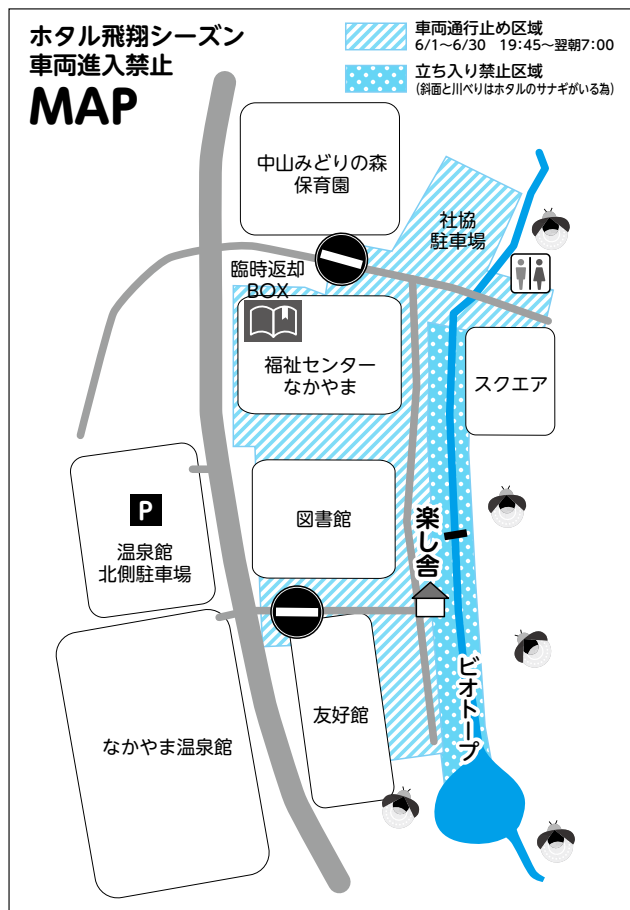 ホタル飛翔シーズン
車両進入禁止
MAP
車両通行止め区域
6/1～6/30　19:45～翌朝7:00
立ち入り禁止区域
(斜面と川べりはホタルのサナギがいる為)
中山みどりの森
保育園
社協
駐車場
臨時返却
BOX
福祉センター
なかやま
スクエア
P
温泉館
北側駐車場
図書館
楽し舎
ビオトープ
友好館
なかやま温泉館